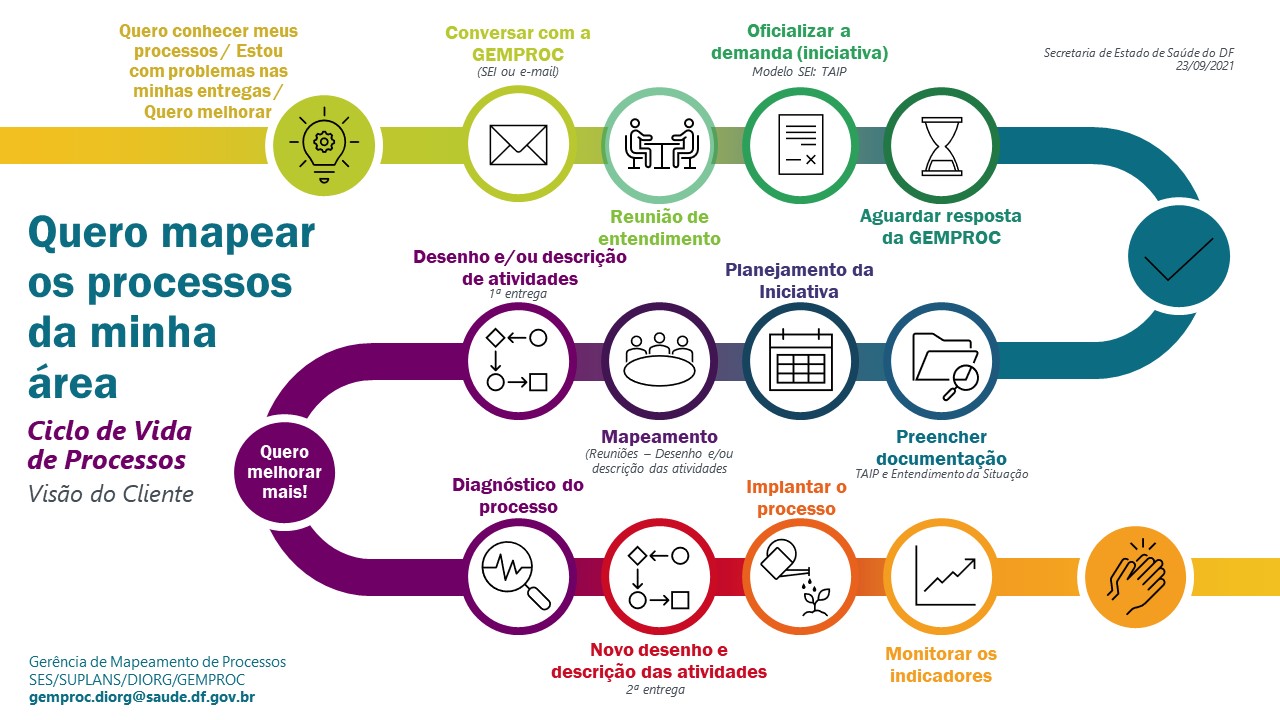 Quero conhecer meus
processos / Estou
com problemas nas
minhas entregas /
Quero melhorar
Conversar com a
GEMPROC
(SEI ou e-mail)
Oficializar a
demanda (iniciativa)
Modelo SEI: TAIP
Secretaria de Estado de Saúde do DF
23/09/2021
Reunião de
entendimento
Aguardar resposta
da GEMPROC
Quero mapear
os processos
da minha
área
Ciclo de Vida
de Processos
Visão do Cliente
Desenho e/ou descrição
de atividades
1ª entrega
Planejamento da
Iniciativa
Mapeamento
(Reuniões – Desenho e/ou
descrição das atividades
Preencher
documentação
TAIP e Entendimento da Situação
Quero
melhorar
mais!
Diagnóstico do
processo
Implantar o
processo
Novo desenho e
descrição das atividades
2ª entrega
Monitorar os
indicadores
Gerência de Mapeamento de Processos
SES/SUPLANS/DIORG/GEMPROC
gemproc.diorg@saude.df.gov.br